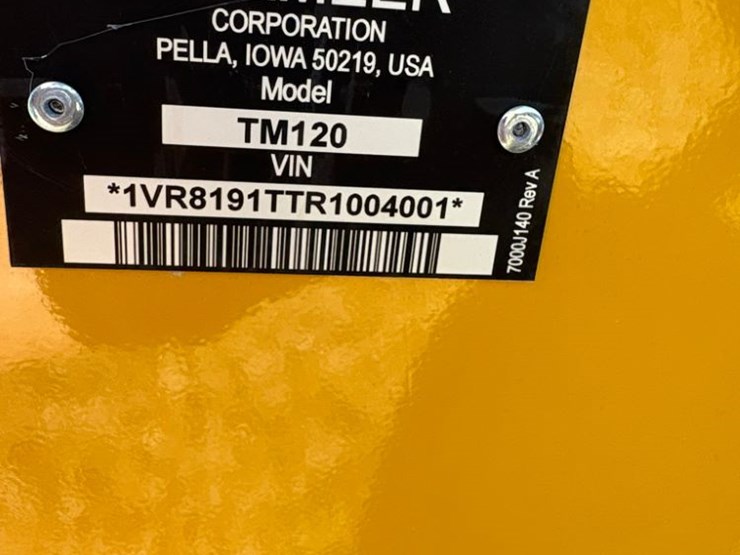 CORPORATION
PELLA, IOWA 50219, USA
Model
TM120
VIN
*1VR8191TTR1004001*
7000J140 Rev A